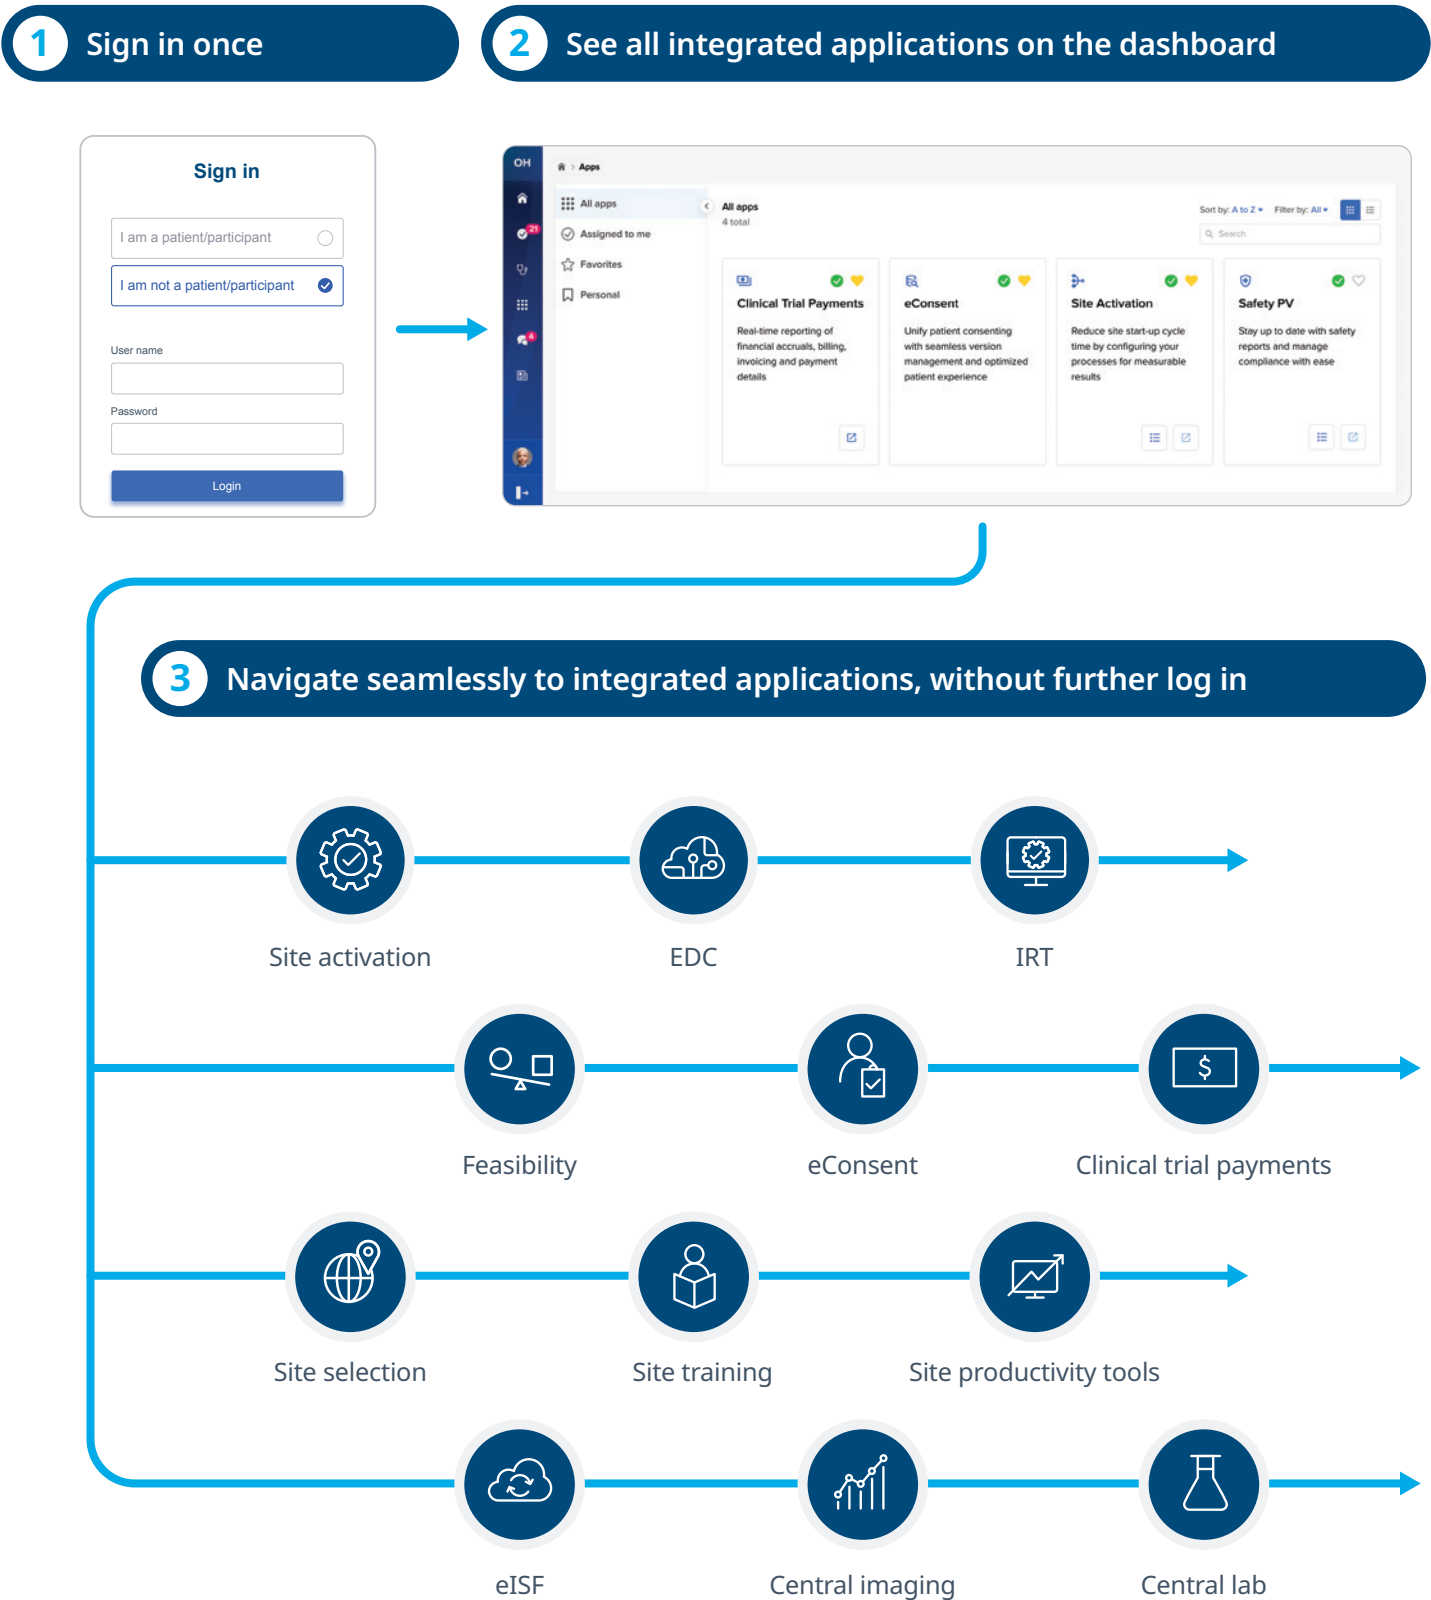 1 Sign in once
2 See all integrated applications on the dashboard
Sign in
I am a patient/participant
I am not a patient/participant
User name
Password
Login
OH
21
4
> Apps
All apps
Assigned to me
Favorites
Personal
All apps
4 total
Sort by: A to Z Filter by: All
Search
Clinical Trial Payments
Real-time reporting of
financial accruals, billing,
invoicing and payment
details
eConsent
Unify patient consenting
with seamless version
management and optimized
patient experience
Site Activation
Reduce site start-up cycle
time by configuring your
processes for measurable
results
Safety PV
Stay up to date with safety
reports and manage
compliance with ease
3 Navigate seamlessly to integrated applications, without further log in
Site activation
EDC
IRT
$
Feasibility
eConsent
Clinical trial payments
Site selection
Site training
Site productivity tools
eISF
Central imaging
Central lab